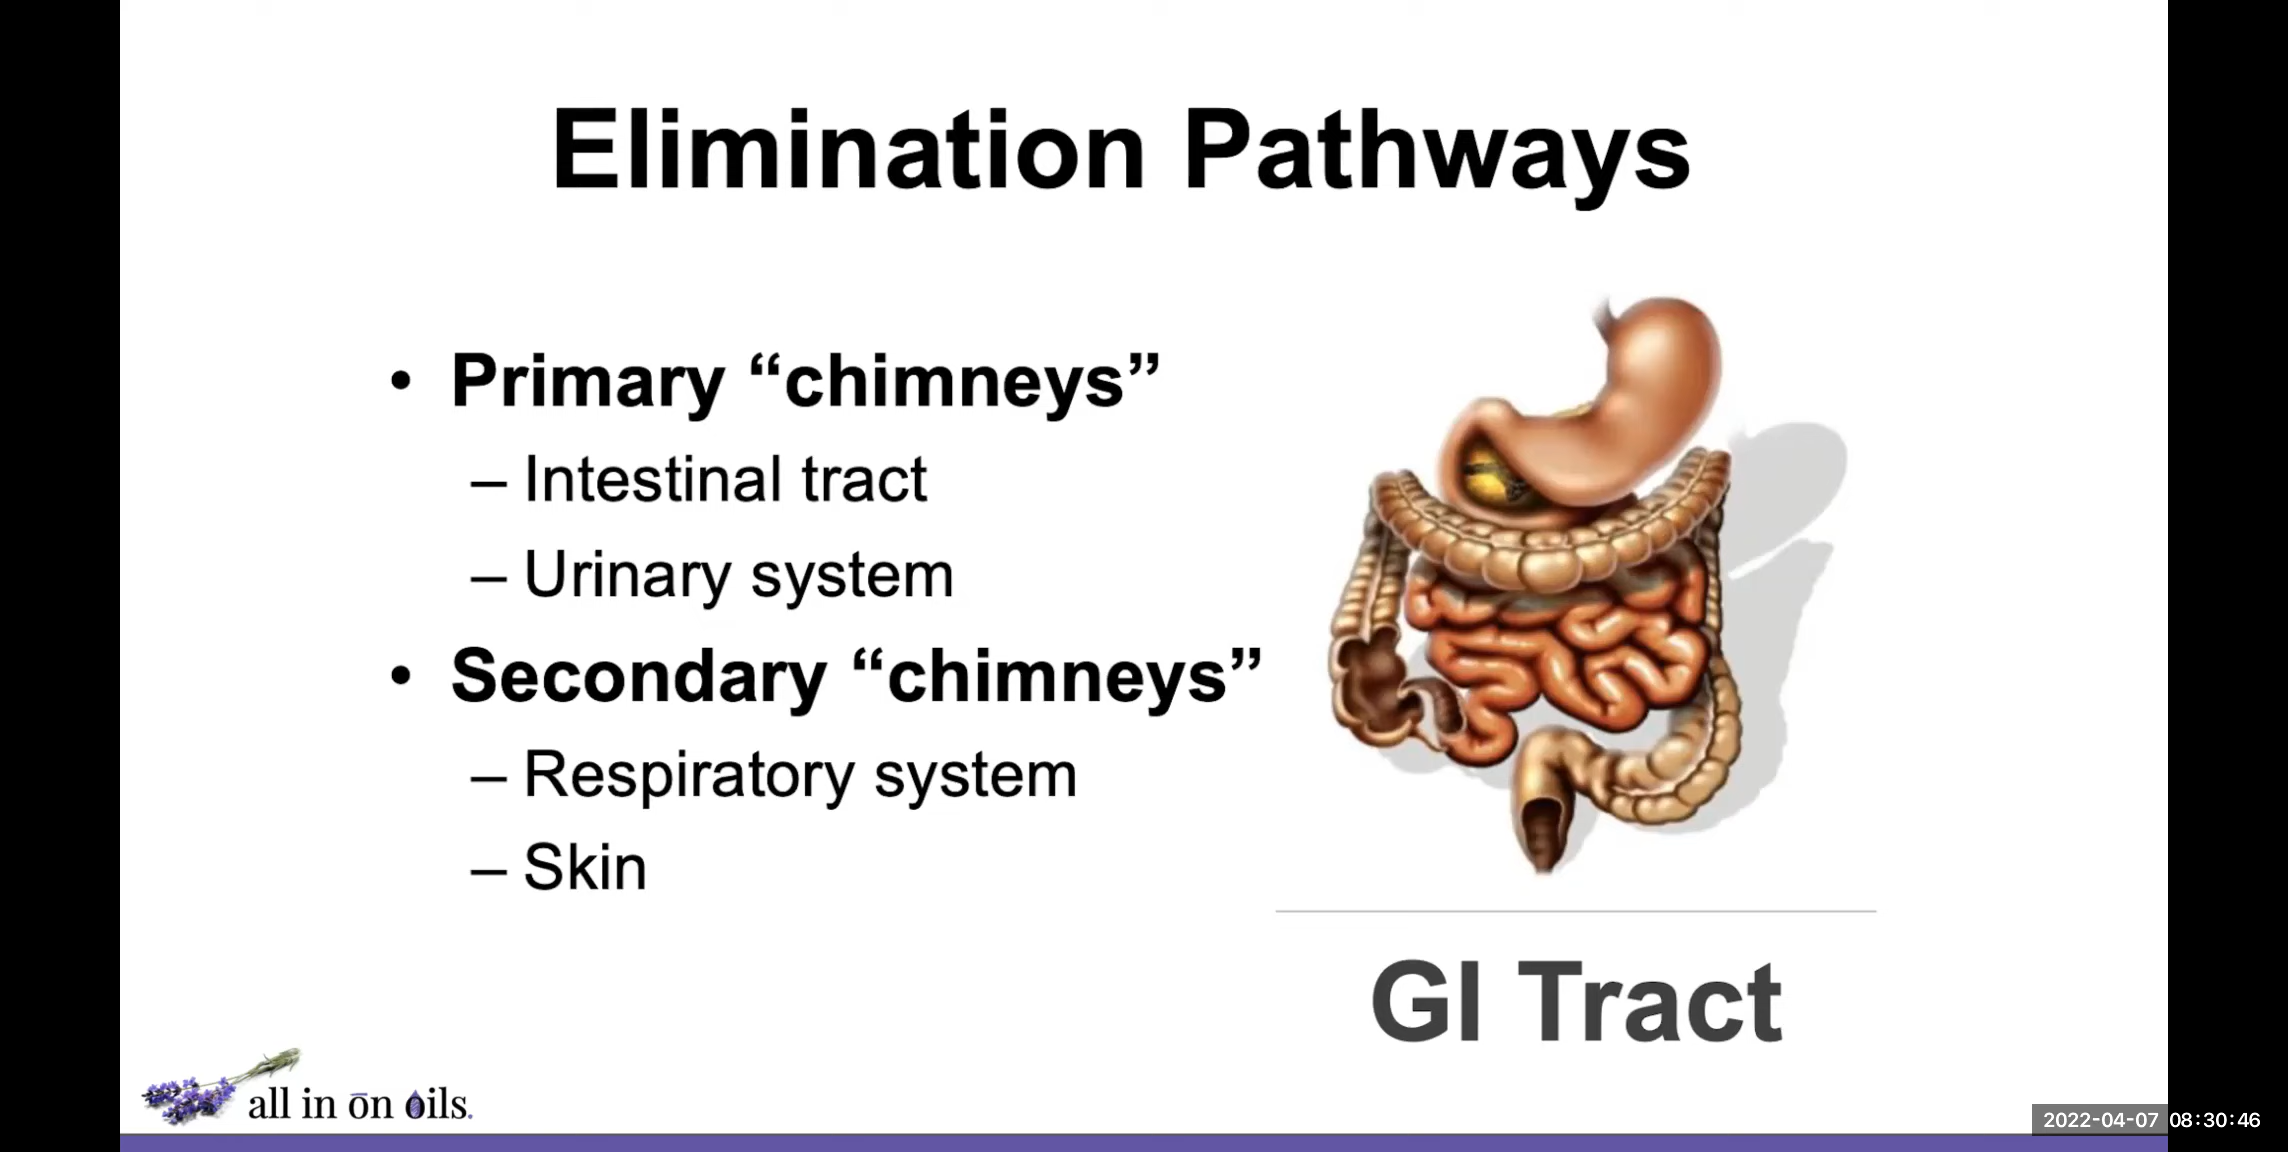 Elimination Pathways
• Primary “chimneys”
– Intestinal tract
– Urinary system
• Secondary “chimneys”
– Respiratory system
– Skin
GI Tract
all in ōn oils.
2022-04-07 08:30:46